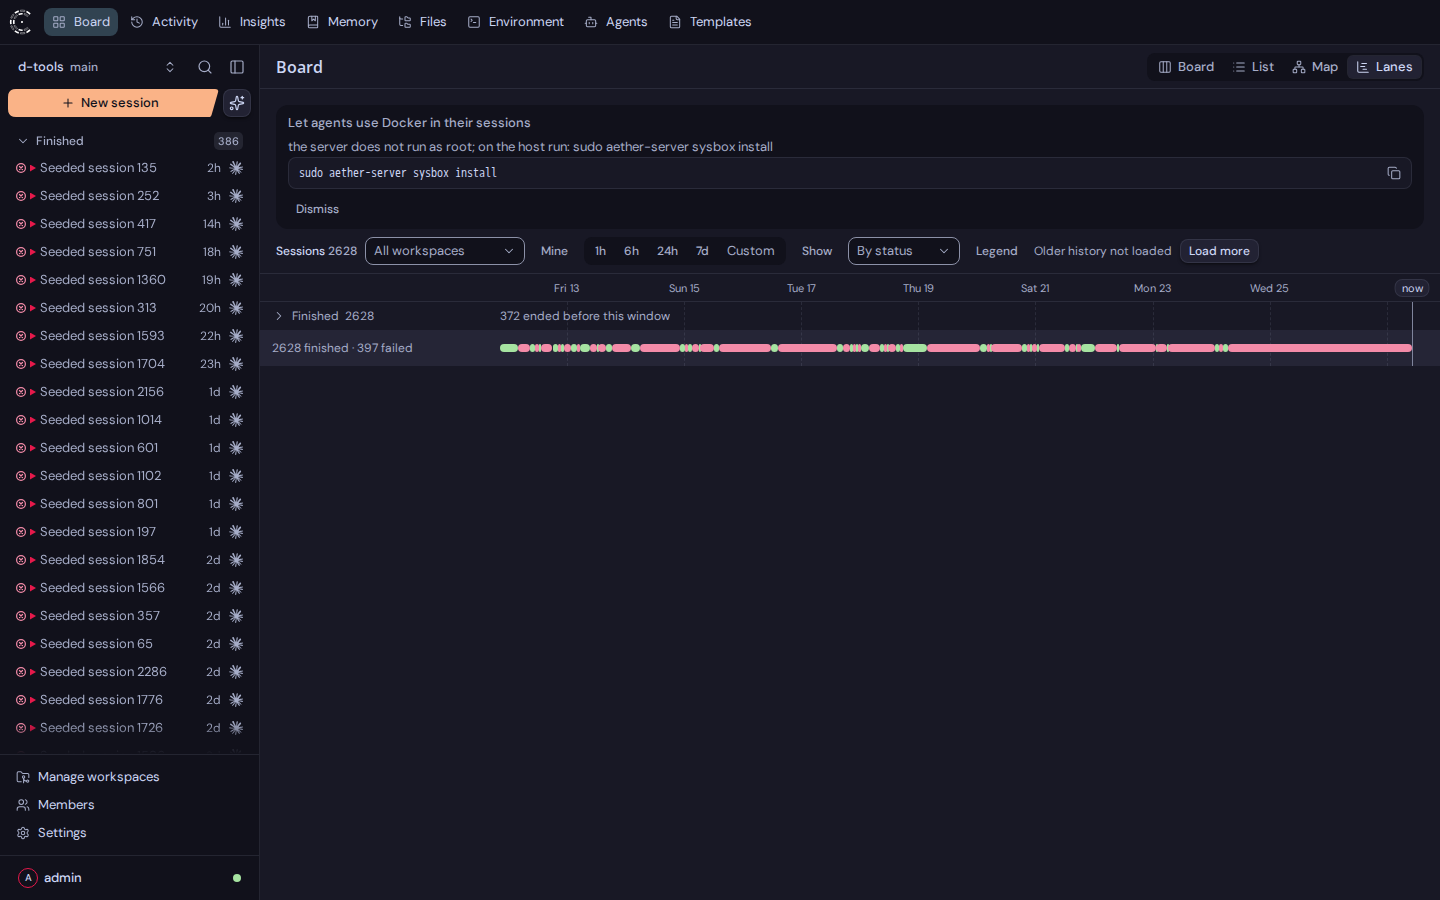 Board Activity Insights Memory Files Environment Agents Templates
d-tools main
New session
Finished 386
Seeded session 135 2h
Seeded session 252 3h
Seeded session 417 14h
Seeded session 751 18h
Seeded session 1360 19h
Seeded session 313 20h
Seeded session 1593 22h
Seeded session 1704 23h
Seeded session 2156 1d
Seeded session 1014 1d
Seeded session 601 1d
Seeded session 1102 1d
Seeded session 801 1d
Seeded session 197 1d
Seeded session 1854 2d
Seeded session 1566 2d
Seeded session 357 2d
Seeded session 65 2d
Seeded session 2286 2d
Seeded session 1776 2d
Seeded session 1726 2d
Manage workspaces
Members
Settings
A admin
Board
Board List Map Lanes
Let agents use Docker in their sessions
the server does not run as root; on the host run: sudo aether-server sysbox install
sudo aether-server sysbox install
Dismiss
Sessions 2628 All workspaces Mine 1h 6h 24h 7d Custom Show By status Legend Older history not loaded Load more
Fri 13 Sun 15 Tue 17 Thu 19 Sat 21 Mon 23 Wed 25 now
Finished 2628 372 ended before this window
2628 finished · 397 failed